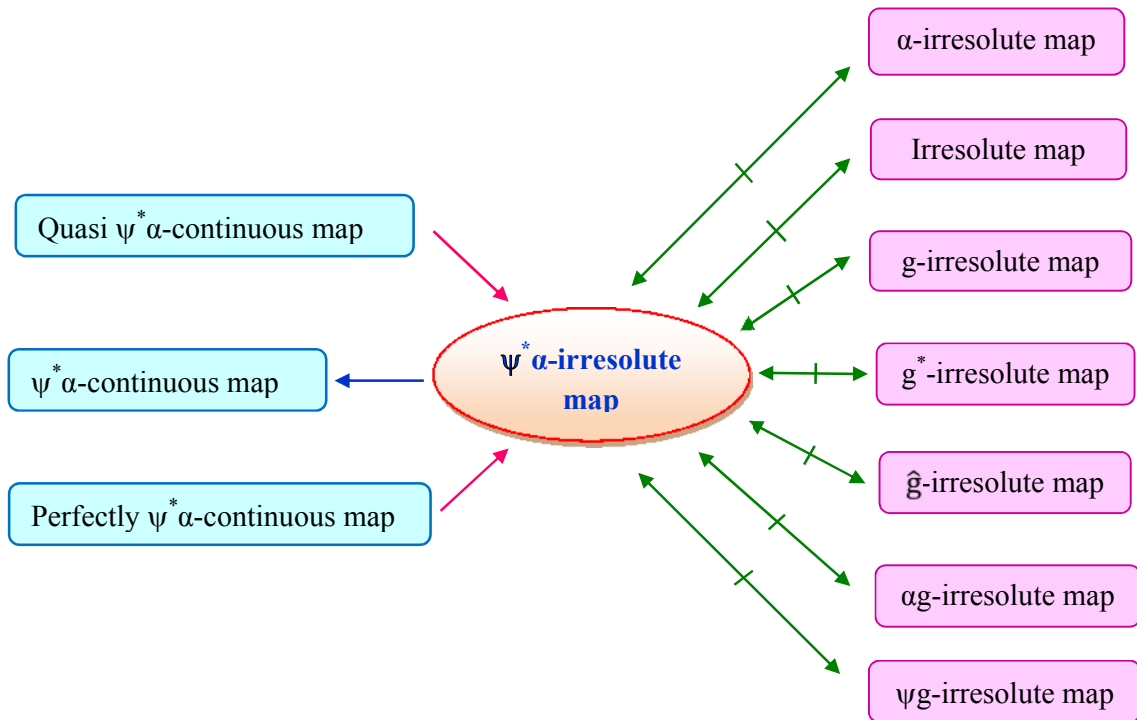 Quasi ψ*α-continuous map
ψ*α-continuous map
Perfectly ψ*α-continuous map
ψ*α-irresolute
map
α-irresolute map
Irresolute map
g-irresolute map
g*-irresolute map
ĝ-irresolute map
αg-irresolute map
ψg-irresolute map